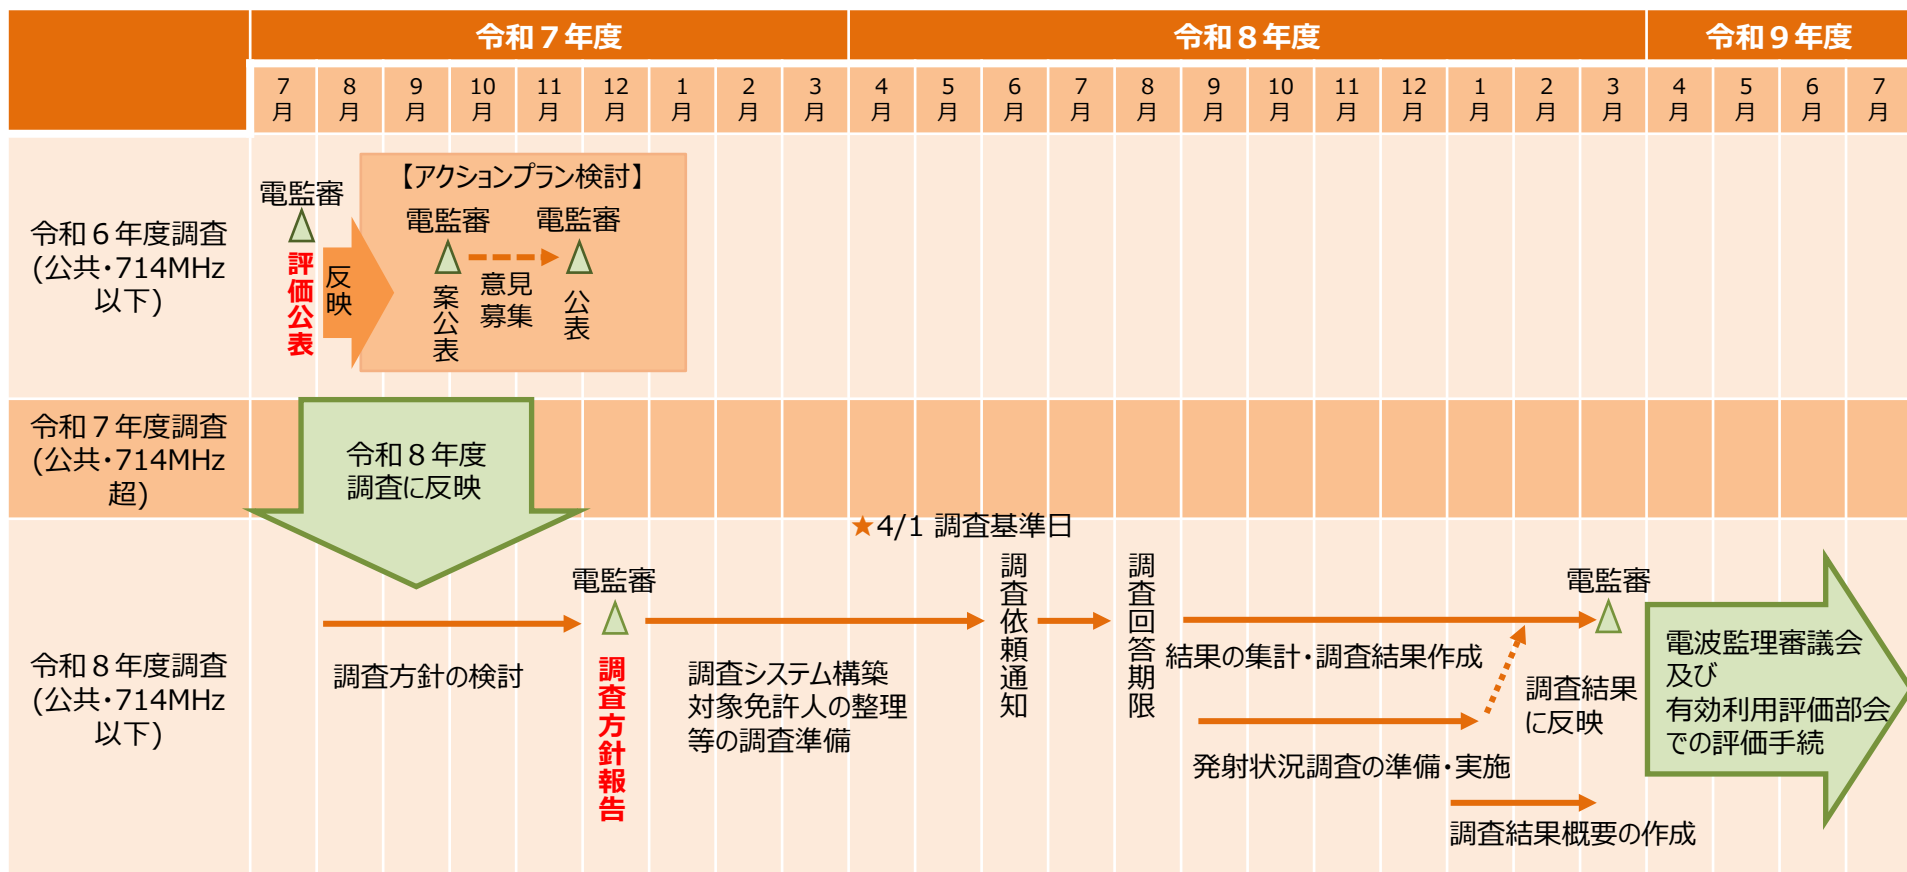 令和７年度
令和８年度
令和９年度
7月
8月
9月
10月
11月
12月
1月
2月
3月
4月
5月
6月
7月
8月
9月
10月
11月
12月
1月
2月
3月
4月
5月
6月
7月
令和６年度調査
(公共・714MHz
以下)
電監審
評価公表
反映
【アクションプラン検討】
電監審
案公表
意見
募集
電監審
公表
令和７年度調査
(公共・714MHz
超)
令和８年度
調査に反映
令和８年度調査
(公共・714MHz
以下)
調査方針の検討
電監審
調査方針報告
調査システム構築
対象免許人の整理
等の調査準備
★4/1 調査基準日
調査依頼通知
調査回答期限
結果の集計・調査結果作成
発射状況調査の準備・実施
調査結果
に反映
調査結果概要の作成
電監審
電波監理審議会
及び
有効利用評価部会
での評価手続